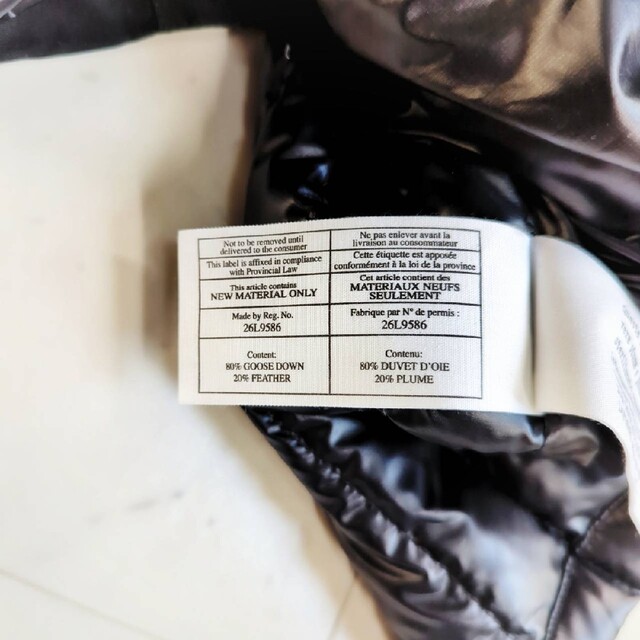 Not to be removed until
delivered to the consumer
This label is affixed in compliance
with Provincial Law
This article contains
NEW MATERIAL ONLY
Made by Reg. No.
26L9586
Content:
80% GOOSE DOWN
20% FEATHER
Ne pas enlever avant la
livraison au consommateur
Cette étiquette est apposée
conformément à la loi de la province
Cet article contient des
MATERIAUX NEUFS
SEULEMENT
Fabrique par N° de permis :
26L9586
Contenu:
80% DUVET D'OIE
20% PLUME